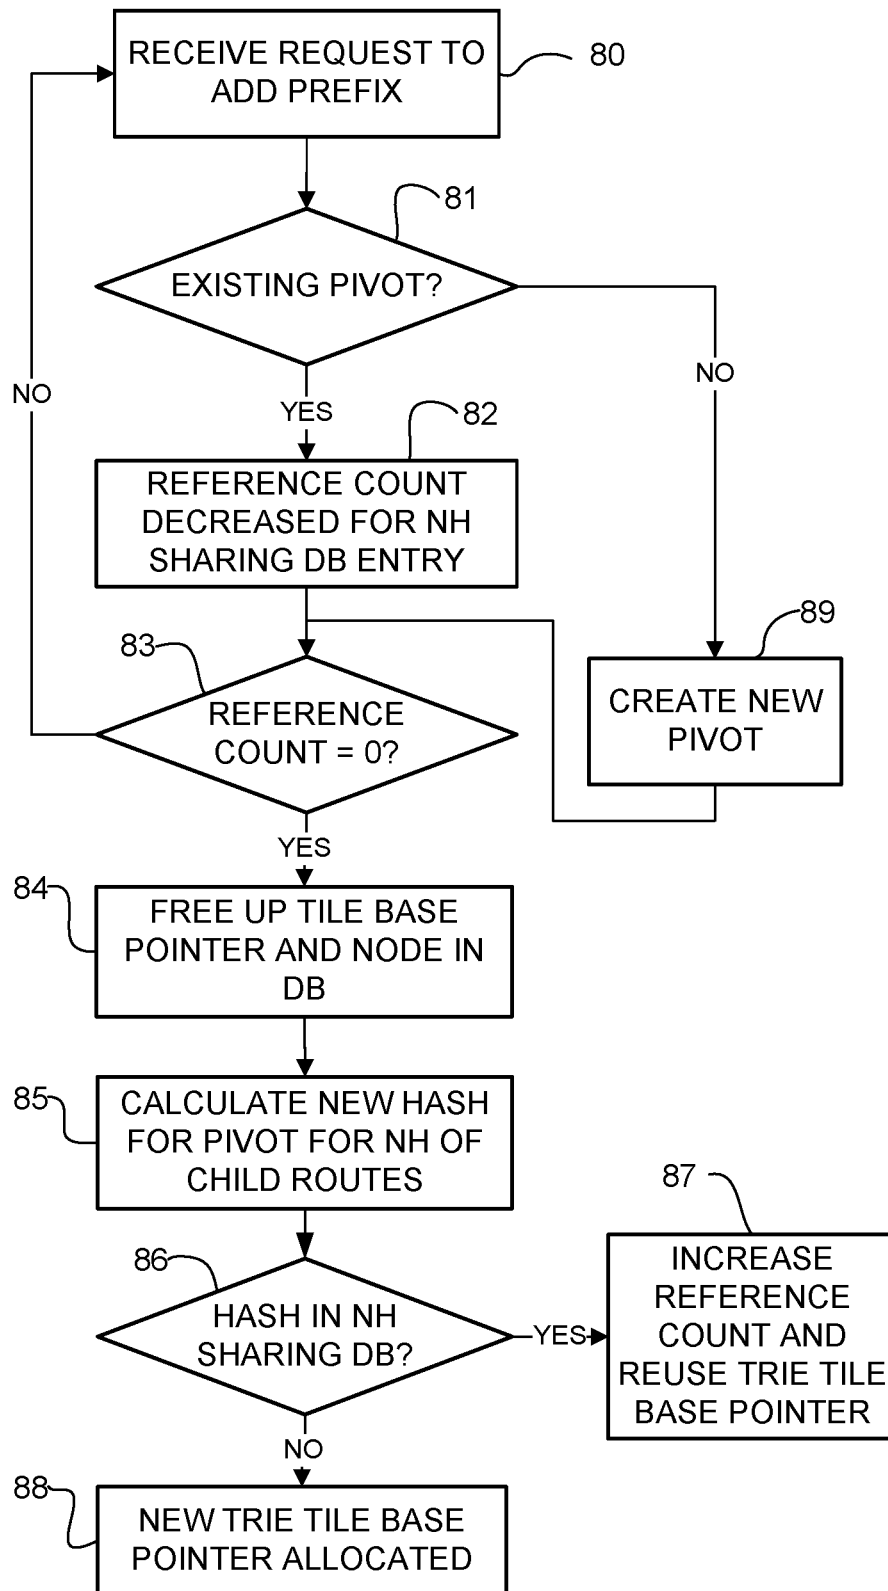 RECEIVE REQUEST TO
ADD PREFIX
80
81
EXISTING PIVOT?
NO
NO
YES
82
REFERENCE COUNT
DECREASED FOR NH
SHARING DB ENTRY
89
83
CREATE NEW
PIVOT
REFERENCE
COUNT = 0?
YES
84
FREE UP TILE BASE
POINTER AND NODE IN
DB
85
CALCULATE NEW HASH
FOR PIVOT FOR NH OF
CHILD ROUTES
87
86
HASH IN NH
SHARING DB?
YES
INCREASE
REFERENCE
COUNT AND
REUSE TRIE TILE
BASE POINTER
NO
88
NEW TRIE TILE BASE
POINTER ALLOCATED